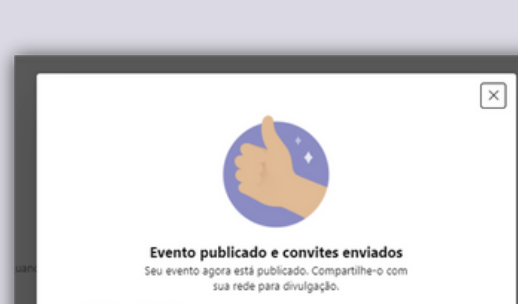 Evento publicado e convites enviados
Seu evento agora está publicado. Compartilhe-o com
sua rede para divulgação.